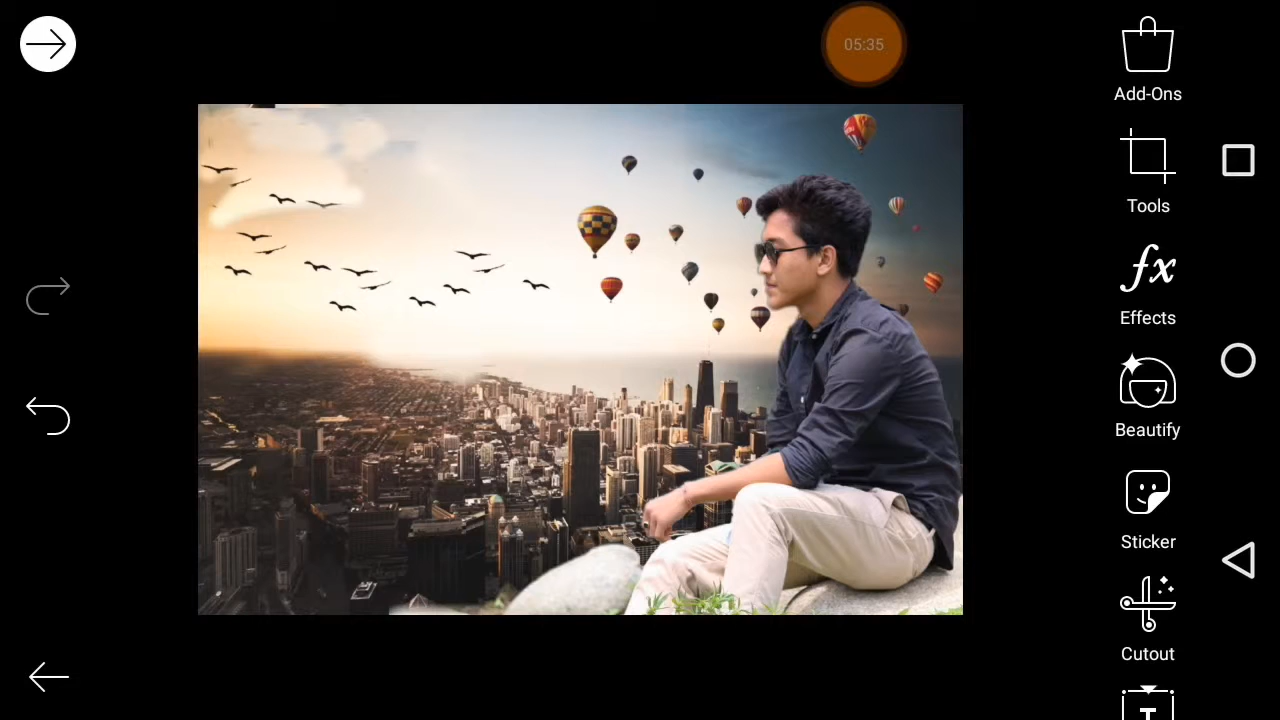 05:35
Add-Ons
Tools
fx
Effects
Beautify
Sticker
Cutout
T